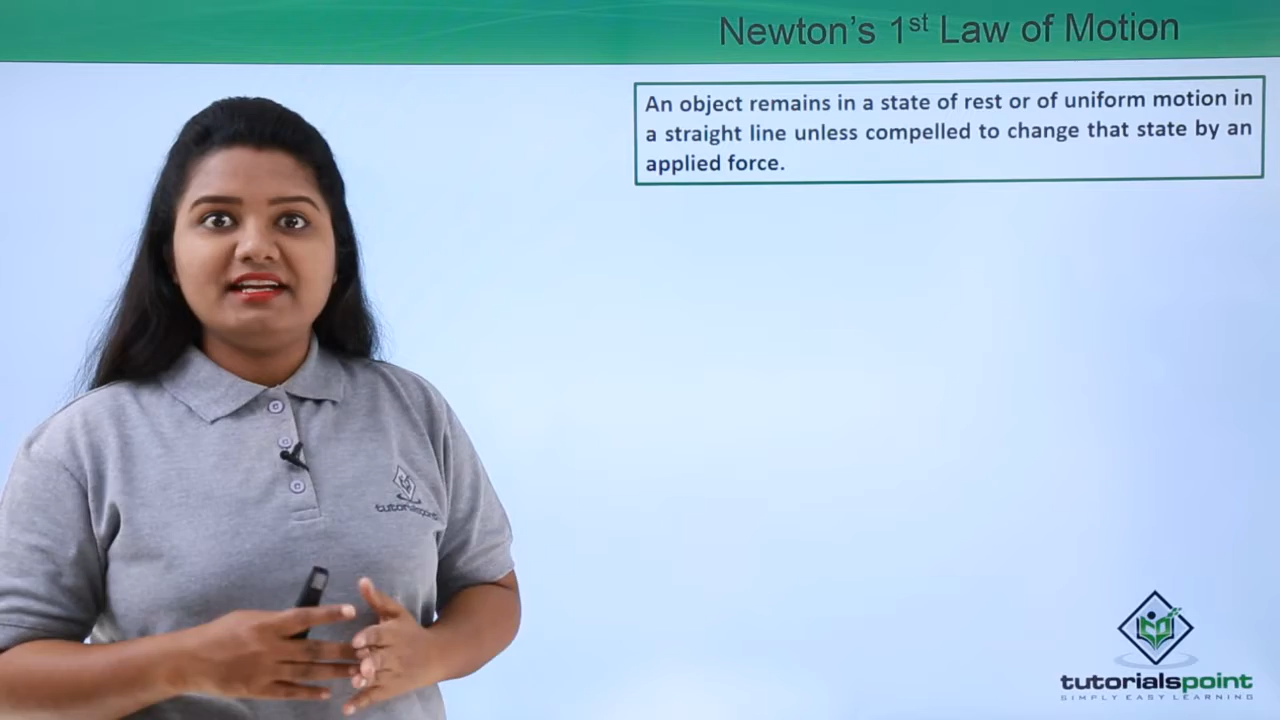 Newton's 1st Law of Motion
An object remains in a state of rest or of uniform motion in
a straight line unless compelled to change that state by an
applied force.
tutorialspoint
tutorialspoint
SIMPLY EASY LEARNING